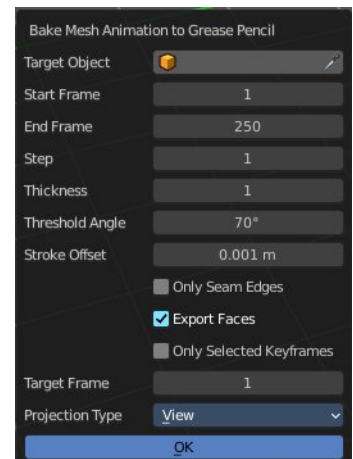 Bake Mesh Animation to Grease Pencil
Target Object
Start Frame 1
End Frame 250
Step 1
Thickness 1
Threshold Angle 70°
Stroke Offset 0.001 m
Only Seam Edges
Export Faces
Only Selected Keyframes
Target Frame 1
Projection Type View
OK